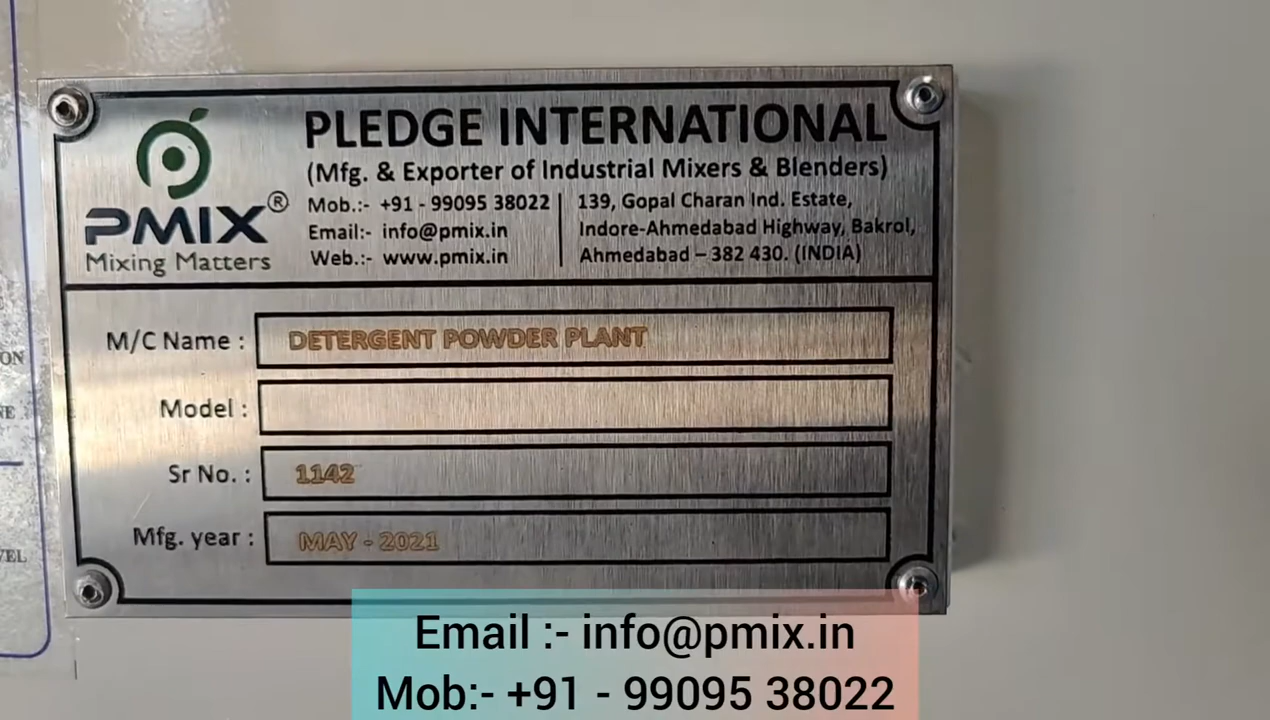 PLEDGE INTERNATIONAL
(Mfg. & Exporter of Industrial Mixers & Blenders)
PMIX®
Mixing Matters
Mob.:- +91 - 99095 38022
Email:- info@pmix.in
Web.:- www.pmix.in
139, Gopal Charan Ind. Estate,
Indore-Ahmedabad Highway, Bakrol,
Ahmedabad – 382 430. (INDIA)
M/C Name : DETERGENT POWDER PLANT
Model :
Sr No. : 1142
Mfg. year : MAY - 2021
Email :- info@pmix.in
Mob:- +91 - 99095 38022